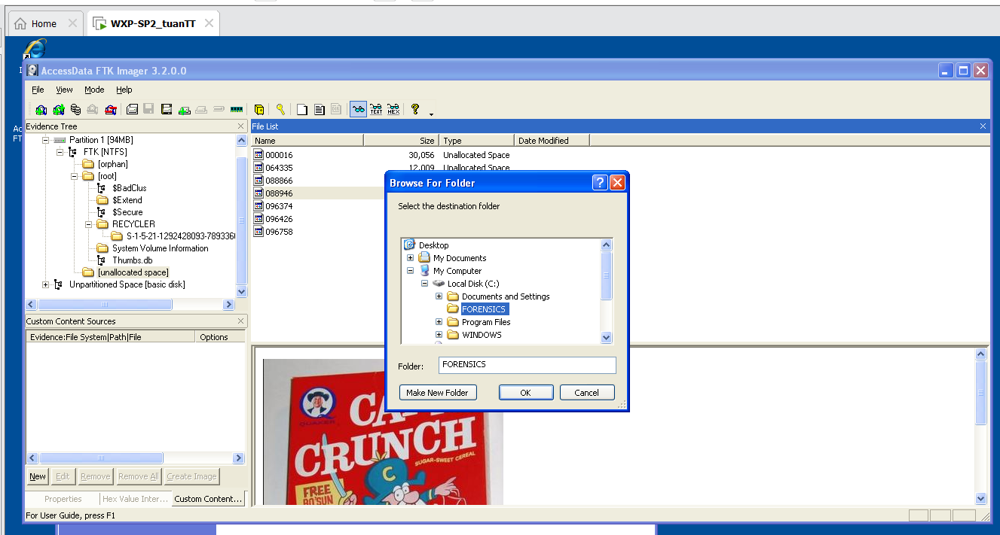 Home
WXP-SP2_tuanTT
AccessData FTK Imager 3.2.0.0
File View Mode Help
TEXT HEX
Evidence Tree
Partition 1 [94MB]
FTK [NTFS]
[orphan]
[root]
$BadClus
$Extend
$Secure
RECYCLER
S-1-5-21-1292428093-789336
System Volume Information
Thumbs.db
[unallocated space]
Unpartitioned Space [basic disk]
File List
Name Size Type Date Modified
000016 30,056 Unallocated Space
064335 12,009 Unallocated Space
088866
088946
096374
096426
096758
Browse For Folder
Select the destination folder
Desktop
My Documents
My Computer
Local Disk (C:)
Documents and Settings
FORENSICS
Program Files
WINDOWS
Folder: FORENSICS
Make New Folder OK Cancel
Custom Content Sources
Evidence:File System|Path|File Options
New Edit Remove Remove All Create Image
Properties Hex Value Inter... Custom Content...
For User Guide, press F1
QUAKER
CRUNCH
SUGAR-SWEET CEREAL
FREE
BO'SUN
C